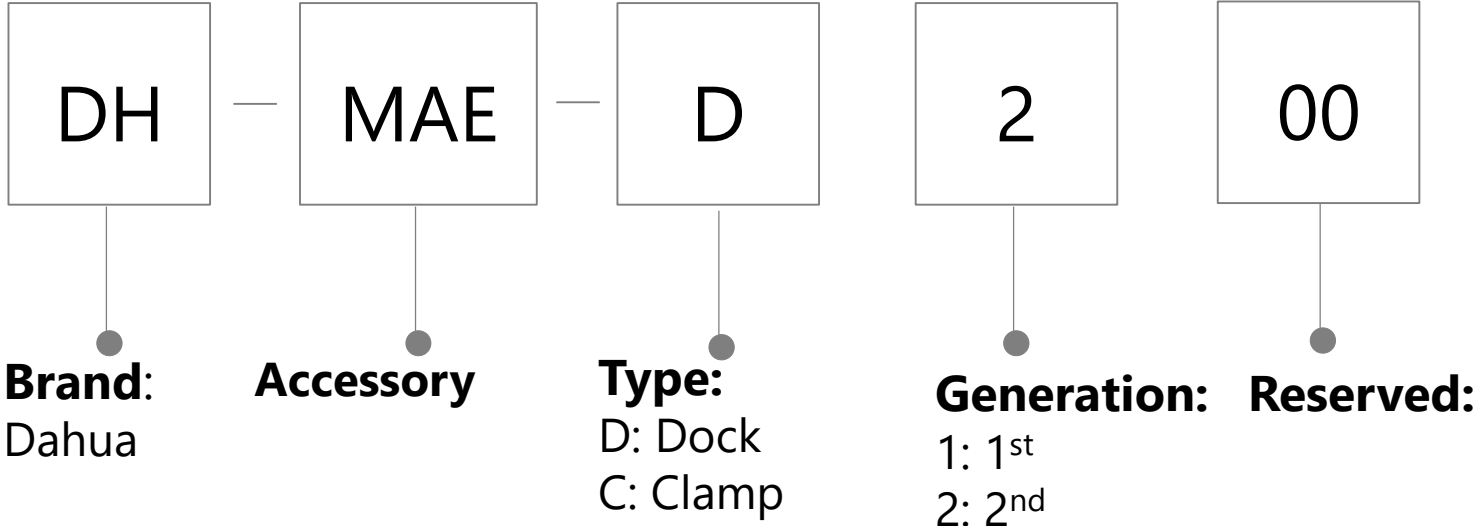 DH — MAE — D 2 00
Brand:
Dahua
Accessory
Type:
D: Dock
C: Clamp
Generation:
1: 1st
2: 2nd
Reserved: